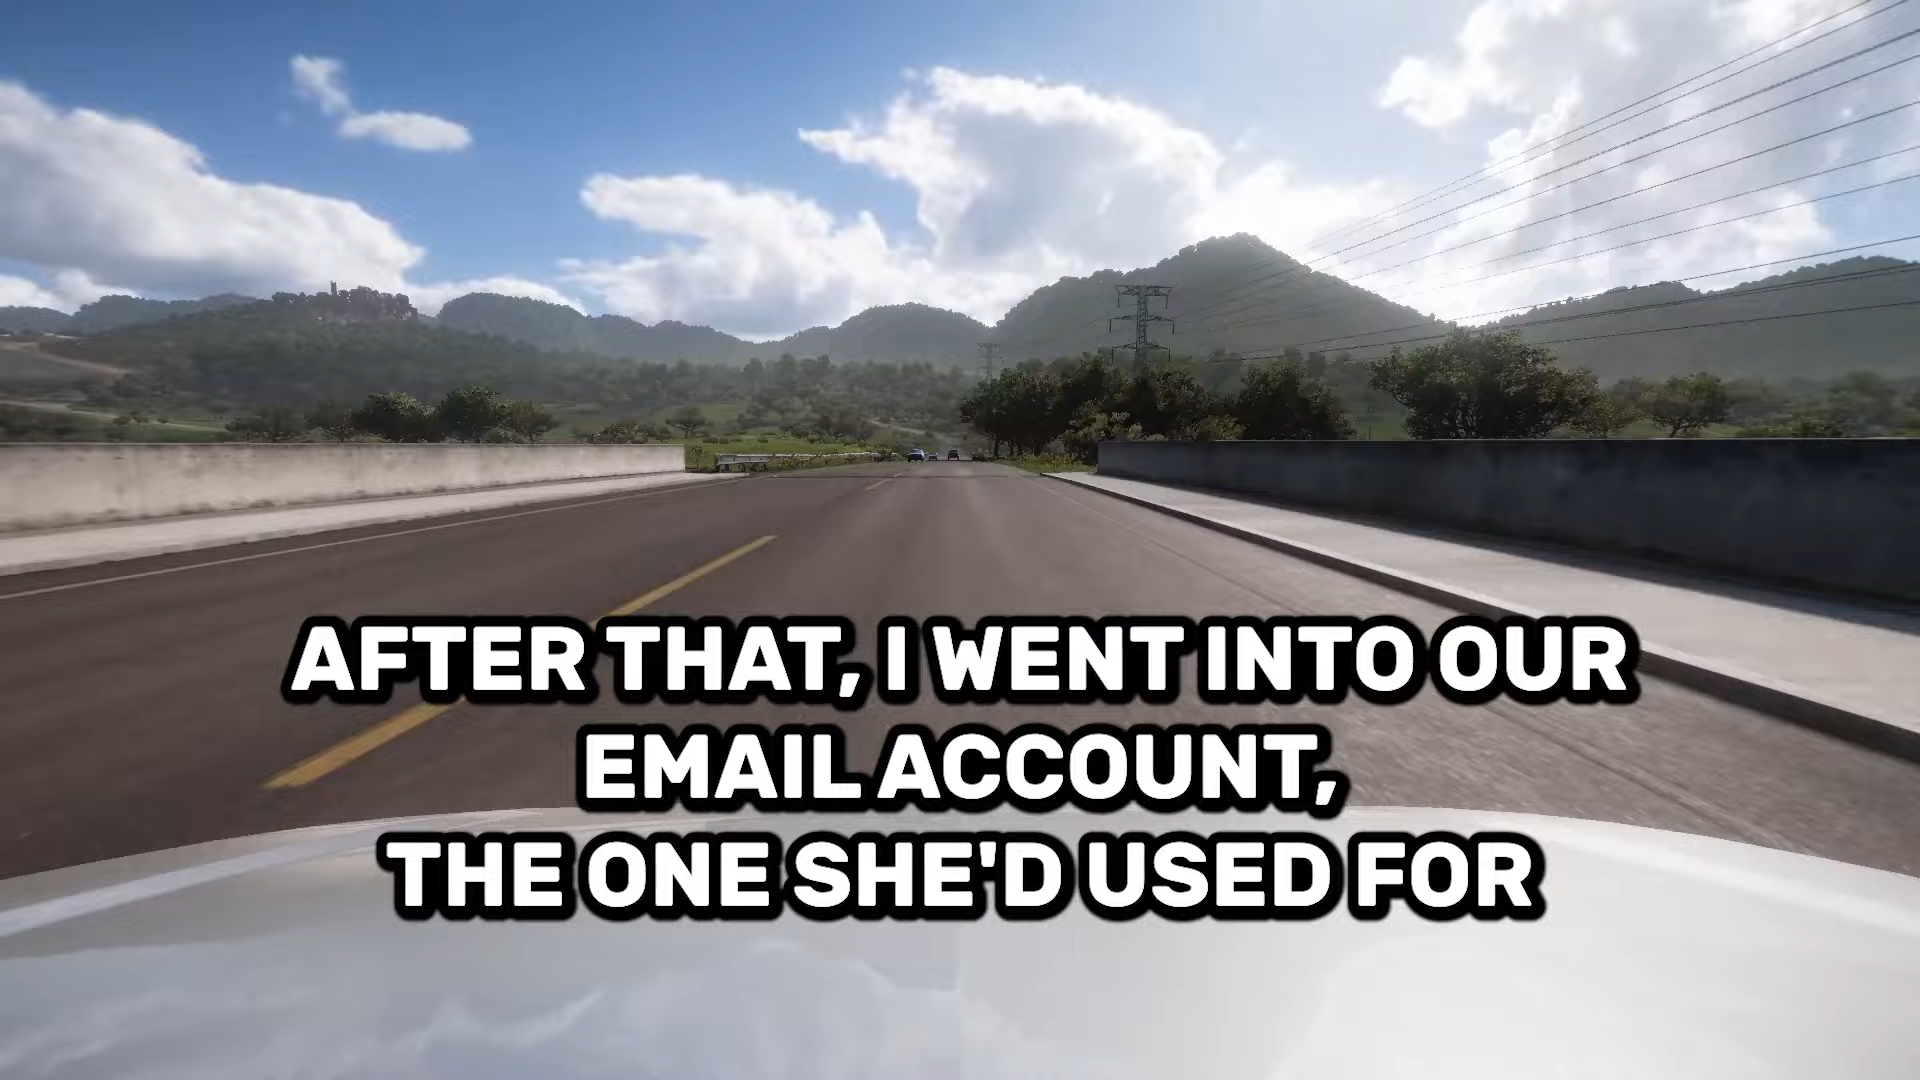 AFTER THAT, I WENT INTO OUR
EMAIL ACCOUNT,
THE ONE SHE'D USED FOR